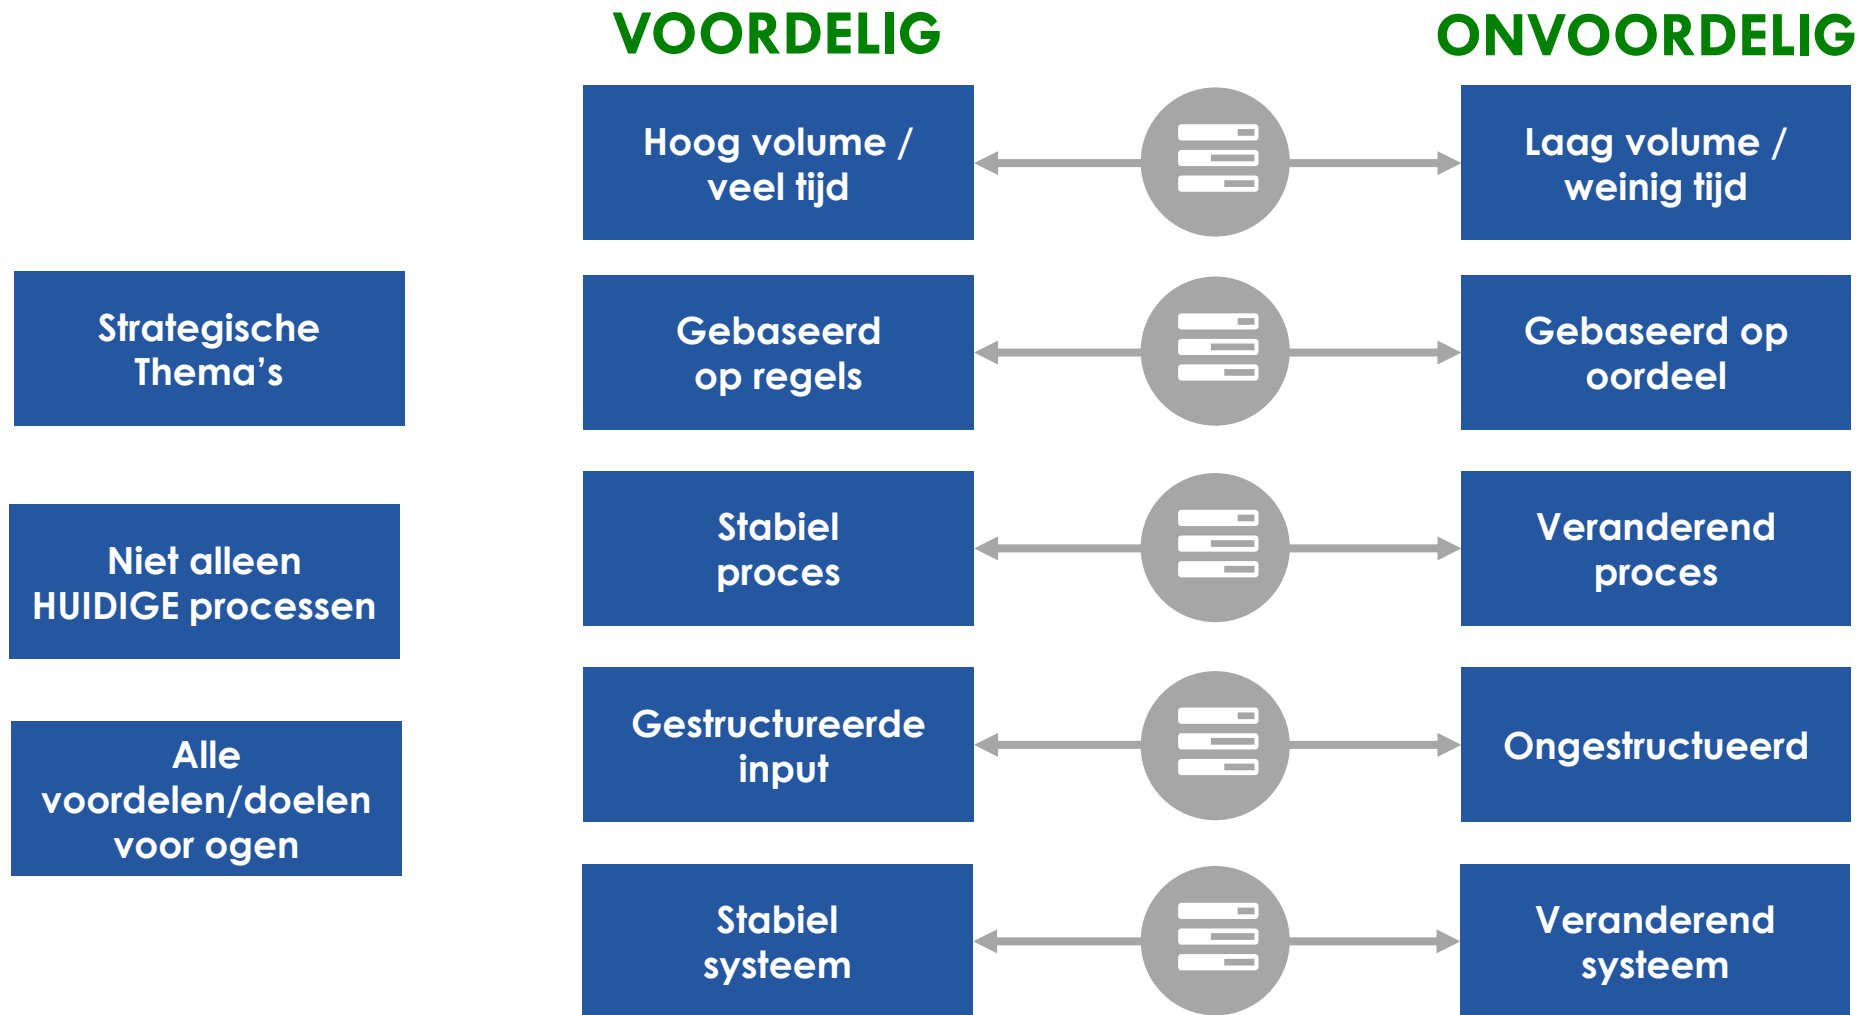 VOORDELIG
ONVOORDELIG
Hoog volume /
veel tijd
Laag volume /
weinig tijd
Strategische
Thema’s
Gebaseerd
op regels
Gebaseerd op
oordeel
Niet alleen
HUIDIGE processen
Stabiel
proces
Veranderend
proces
Alle
voordelen/doelen
voor ogen
Gestructureerde
input
Ongestructueerd
Stabiel
systeem
Veranderend
systeem